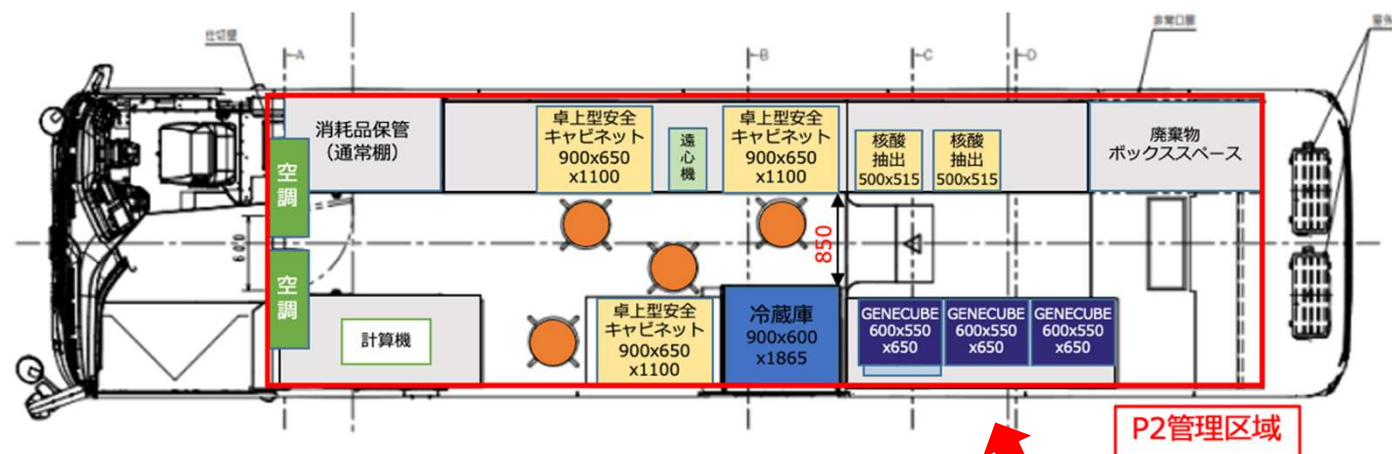 仕切壁
非常口扉
A
B
C
D
消耗品保管
（通常棚）
卓上型安全
キャビネット
900x650
x1100
遠心機
卓上型安全
キャビネット
900x650
x1100
核酸
抽出
500x515
核酸
抽出
500x515
廃棄物
ボックススペース
空調
600
850
空調
計算機
卓上型安全
キャビネット
900x650
x1100
冷蔵庫
900x600
x1865
GENECUBE
600x550
x650
GENECUBE
600x550
x650
GENECUBE
600x550
x650
P2管理区域